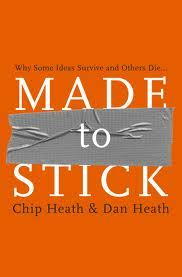 Why Some Ideas Survive and Others Die...
MADE
to
STICK
Chip Heath & Dan Heath